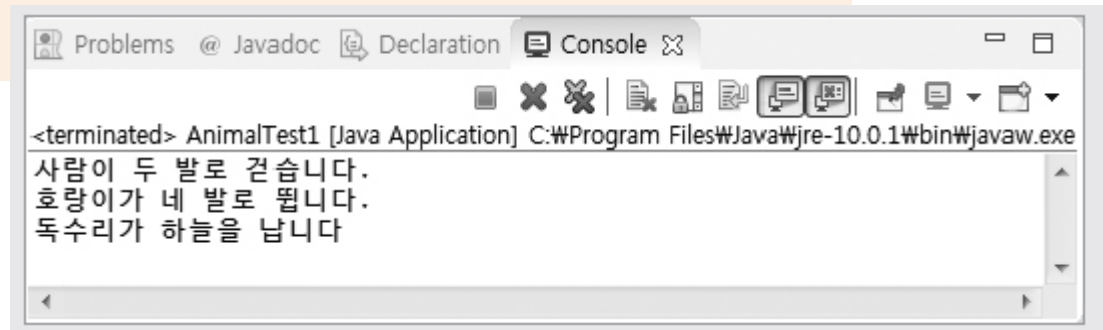 Problems @ Javadoc Declaration Console
<terminated> AnimalTest1 [Java Application] C:₩Program Files₩Java₩jre-10.0.1₩bin₩javaw.exe
사람이 두 발로 걷습니다.
호랑이가 네 발로 뜁니다.
독수리가 하늘을 납니다